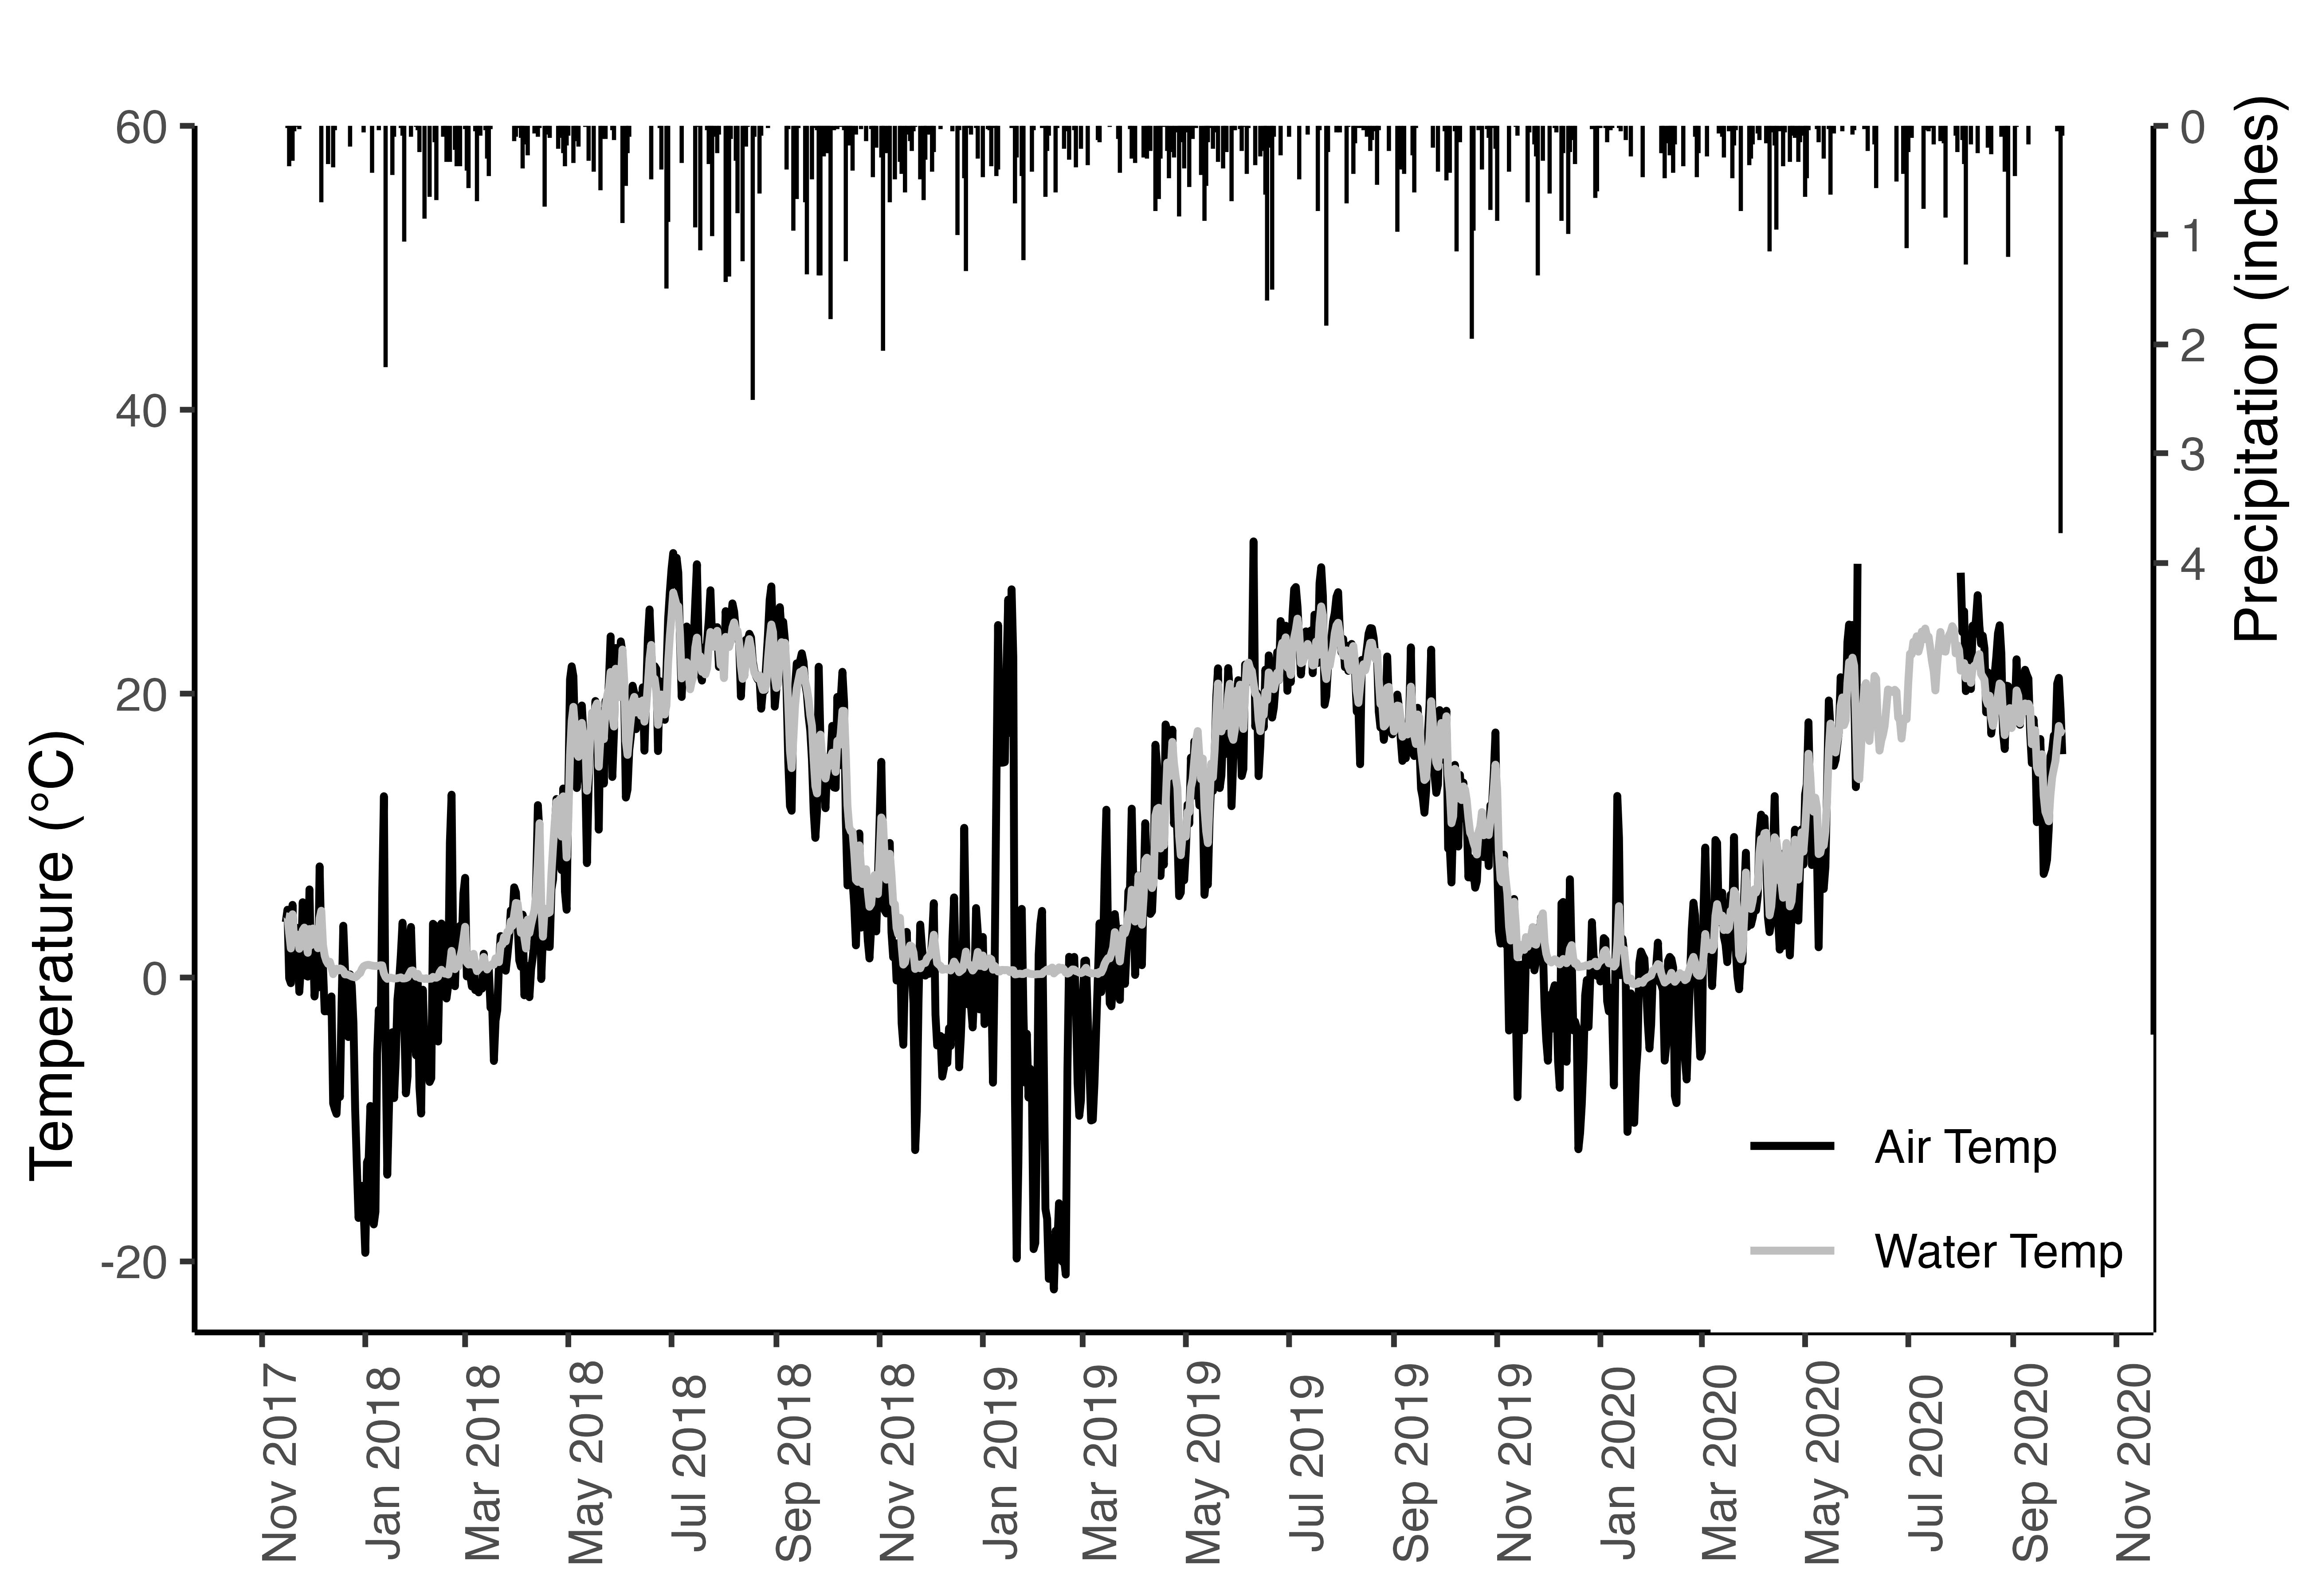 Temperature (°C)
60
40
20
0
-20
Precipitation (inches)
0
1
2
3
4
Air Temp
Water Temp
Nov 2017
Jan 2018
Mar 2018
May 2018
Jul 2018
Sep 2018
Nov 2018
Jan 2019
Mar 2019
May 2019
Jul 2019
Sep 2019
Nov 2019
Jan 2020
Mar 2020
May 2020
Jul 2020
Sep 2020
Nov 2020